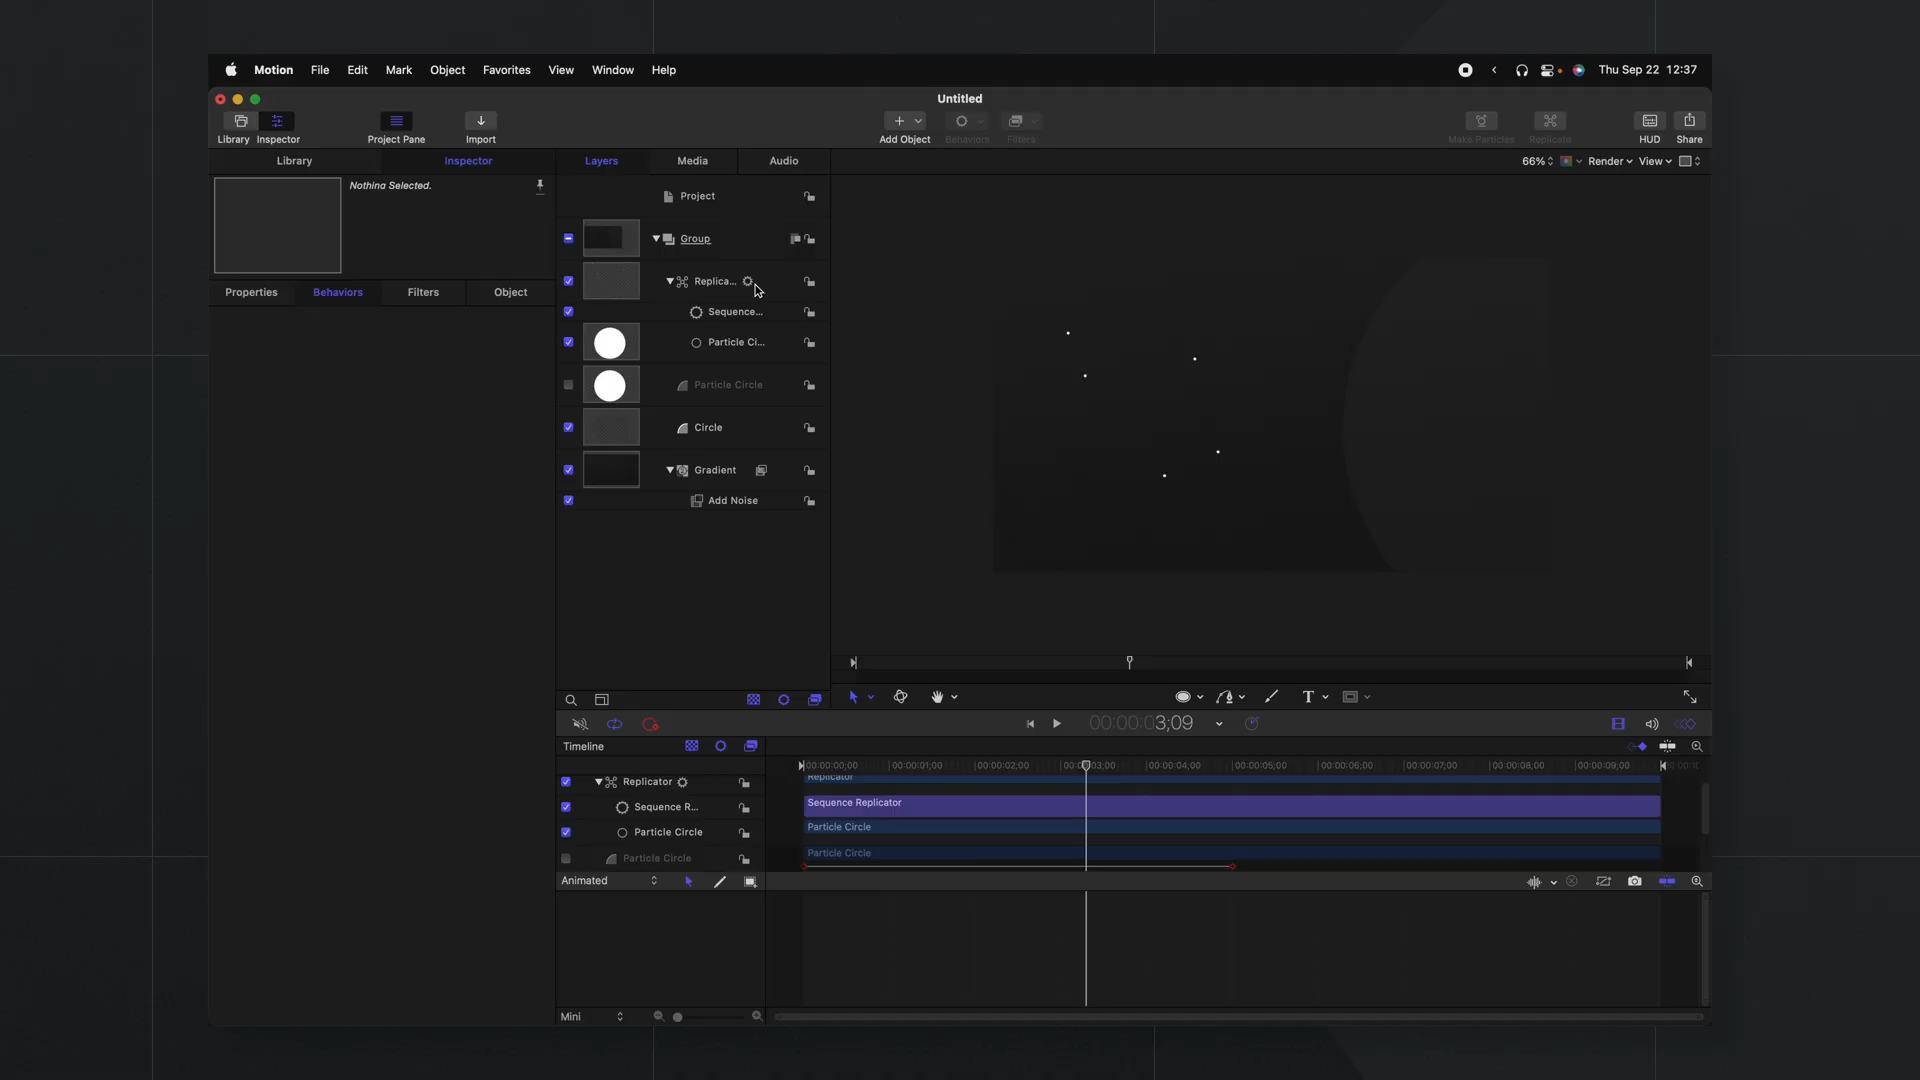 Motion File Edit Mark Object Favorites View Window Help
Thu Sep 22 12:37
Untitled
Library Inspector Project Pane Import
Add Object Behaviors Filters
Make Particles Replicate HUD Share
Library Inspector Layers Media Audio
66% Render View
Nothing Selected.
Project
Group
Properties Behaviors Filters Object
Replica...
Sequence...
Particle Ci...
Particle Circle
Circle
Gradient
Add Noise
00:00:03;09
Timeline
00:00:00;00 00:00:01;00 00:00:02;00 00:00:03;00 00:00:04;00 00:00:05;00 00:00:06;00 00:00:07;00 00:00:08;00 00:00:09;00
Replicator Replicator
Sequence R... Sequence Replicator
Particle Circle Particle Circle
Particle Circle Particle Circle
Animated
Mini